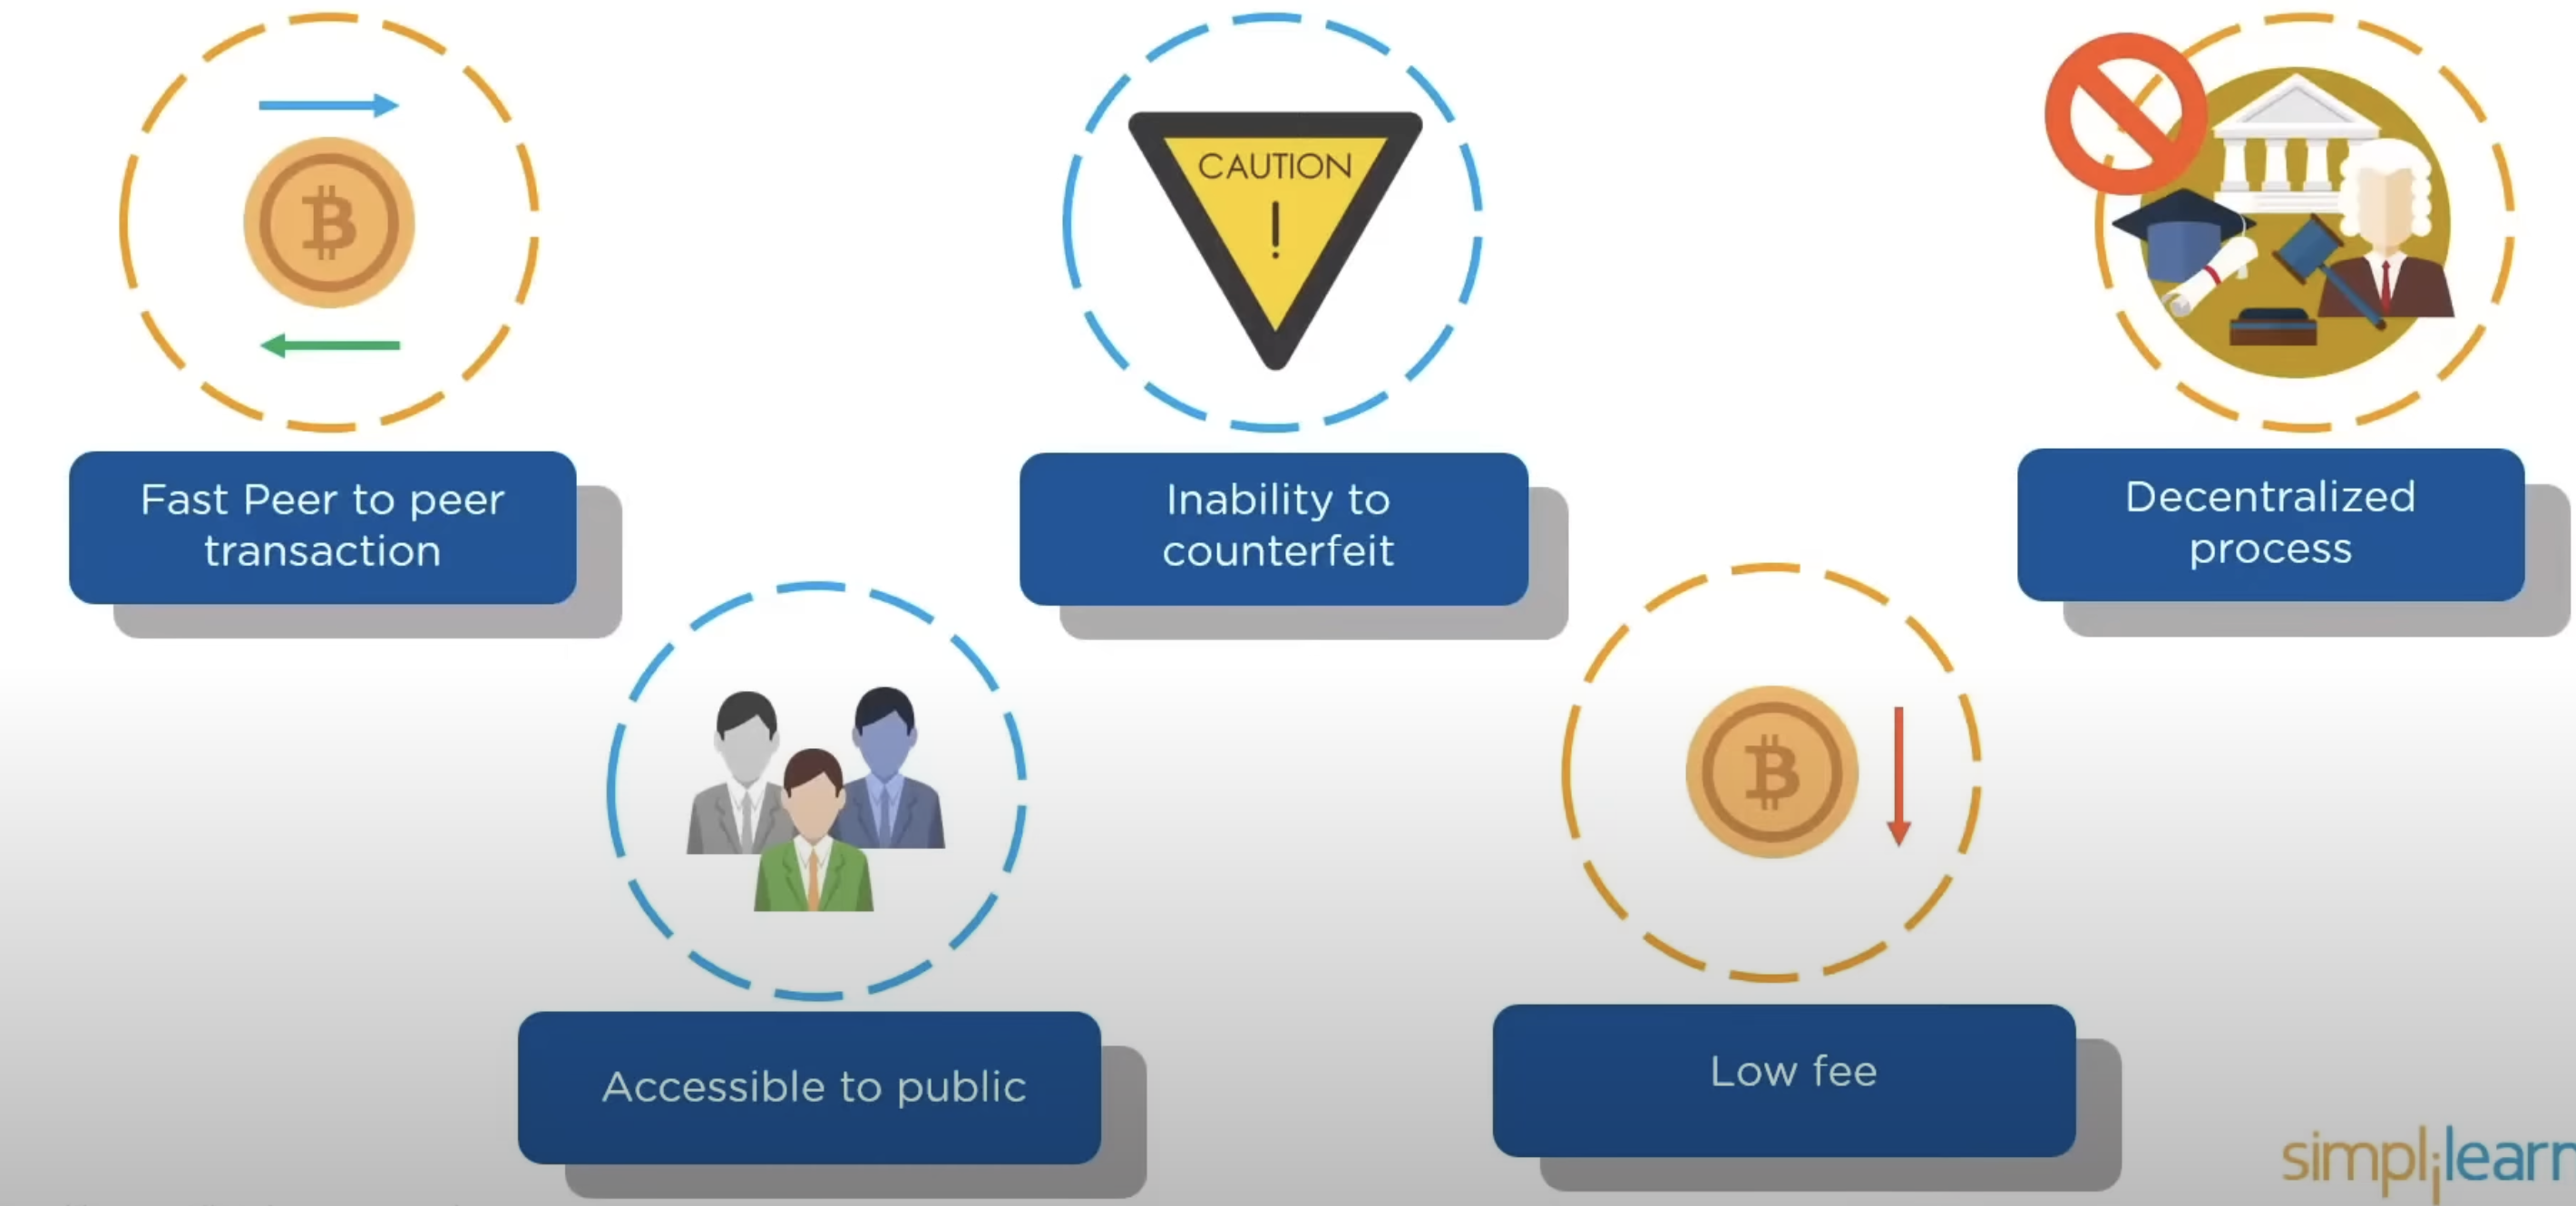 CAUTION
!
Fast Peer to peer
transaction
Inability to
counterfeit
Decentralized
process
Accessible to public
Low fee
simplilearn